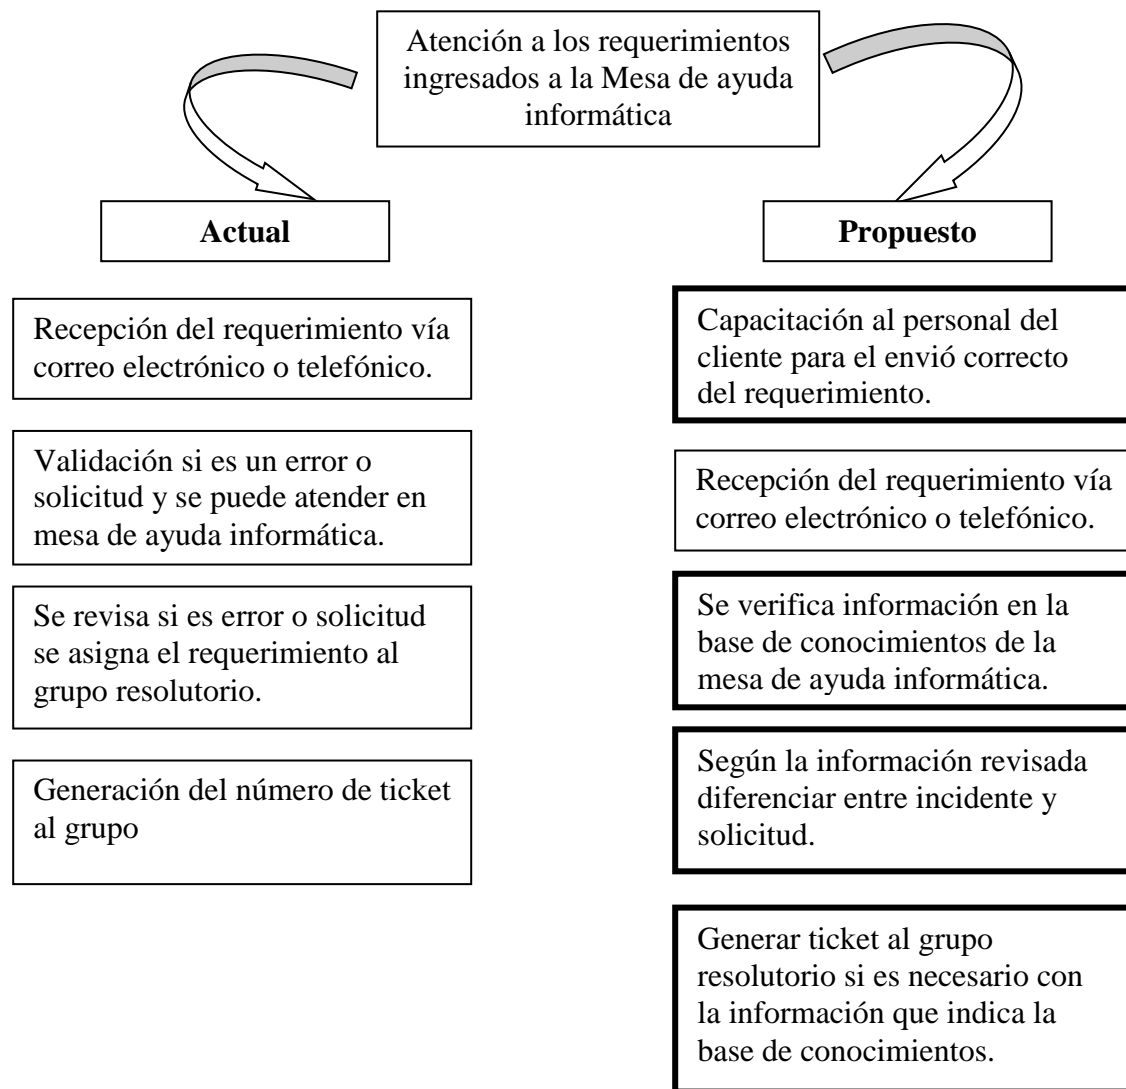 Atención a los requerimientos
ingresados a la Mesa de ayuda
informática
Actual
Recepción del requerimiento vía
correo electrónico o telefónico.
Validación si es un error o
solicitud y se puede atender en
mesa de ayuda informática.
Se revisa si es error o solicitud
se asigna el requerimiento al
grupo resolutorio.
Generación del número de ticket
al grupo
Propuesto
Capacitación al personal del
cliente para el envió correcto
del requerimiento.
Recepción del requerimiento vía
correo electrónico o telefónico.
Se verifica información en la
base de conocimientos de la
mesa de ayuda informática.
Según la información revisada
diferenciar entre incidente y
solicitud.
Generar ticket al grupo
resolutorio si es necesario con
la información que indica la
base de conocimientos.